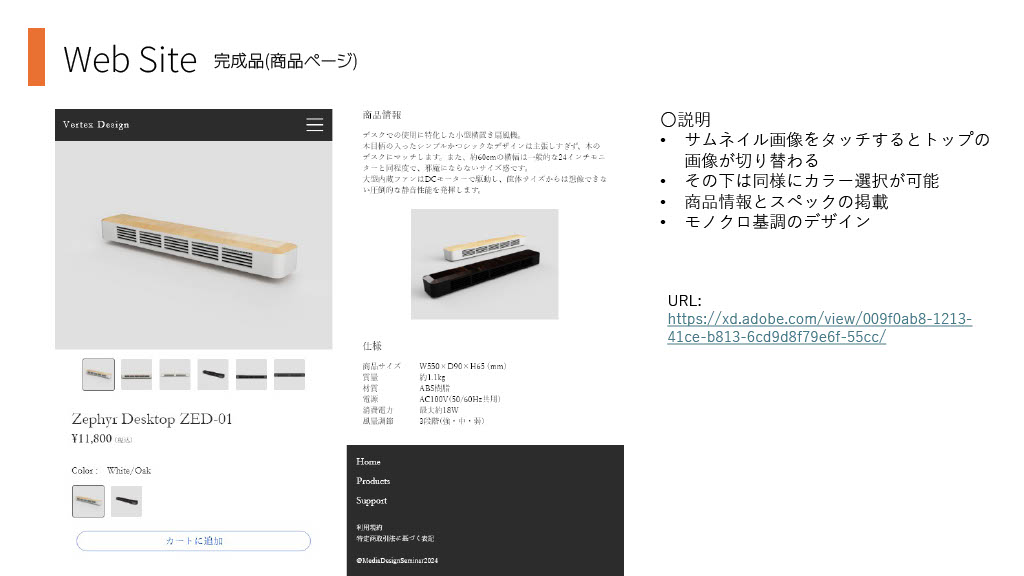 Web Site 完成品(商品ページ)
Vertex Design
Zephyr Desktop ZED-01
¥11,800 (税込)
Color : White/Oak
カートに追加
商品情報
デスクでの使用に特化した小型横置き扇風機。
木目柄の入ったシンプルかつシックなデザインは主張しすぎず、木の
デスクにマッチします。また、約60cmの横幅は一般的な24インチモニ
ターと同程度で、邪魔にならないサイズ感です。
大型内蔵ファンはDCモーターで駆動し、筐体サイズからは想像できな
い圧倒的な静音性能を発揮します。
仕様
商品サイズ W550×D90×H65 (mm)
質量 約1.1kg
材質 ABS樹脂
電源 AC100V(50/60Hz共用)
消費電力 最大約18W
風量調節 3段階(強・中・弱)
Home
Products
Support
利用規約
特定商取引法に基づく表記
@MediaDesignSeminar2024
〇説明
• サムネイル画像をタッチするとトップの
画像が切り替わる
• その下は同様にカラー選択が可能
• 商品情報とスペックの掲載
• モノクロ基調のデザイン
URL:
https://xd.adobe.com/view/009f0ab8-1213-
41ce-b813-6cd9d8f79e6f-55cc/